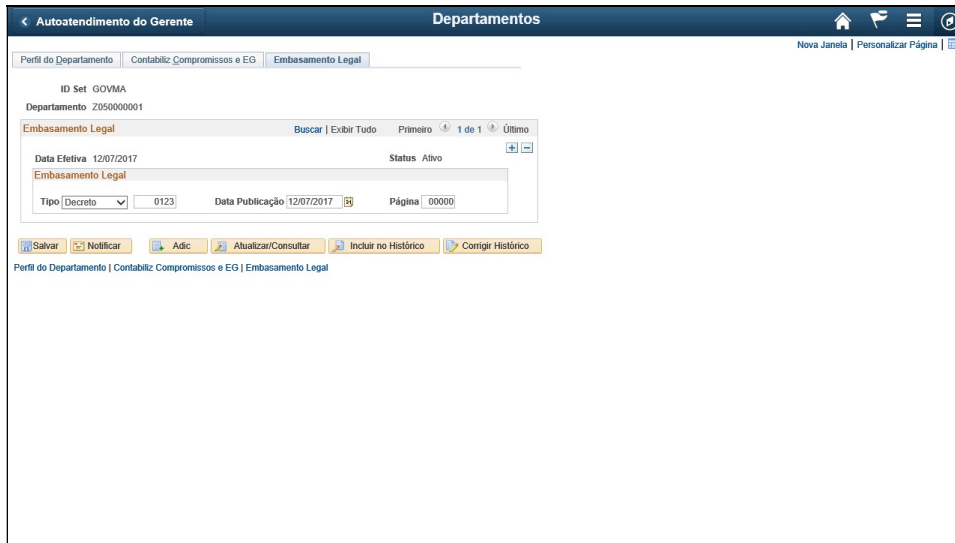 Autoatendimento do Gerente Departamentos
Nova Janela | Personalizar Página |
Perfil do Departamento Contabiliz Compromissos e EG Embasamento Legal
ID Set GOVMA
Departamento Z050000001
Embasamento Legal Buscar | Exibir Tudo Primeiro 1 de 1 Último
Data Efetiva 12/07/2017 Status Ativo
Embasamento Legal
Tipo Decreto 0123 Data Publicação 12/07/2017 Página 00000
Salvar Notificar Adic Atualizar/Consultar Incluir no Histórico Corrigir Histórico
Perfil do Departamento | Contabiliz Compromissos e EG | Embasamento Legal